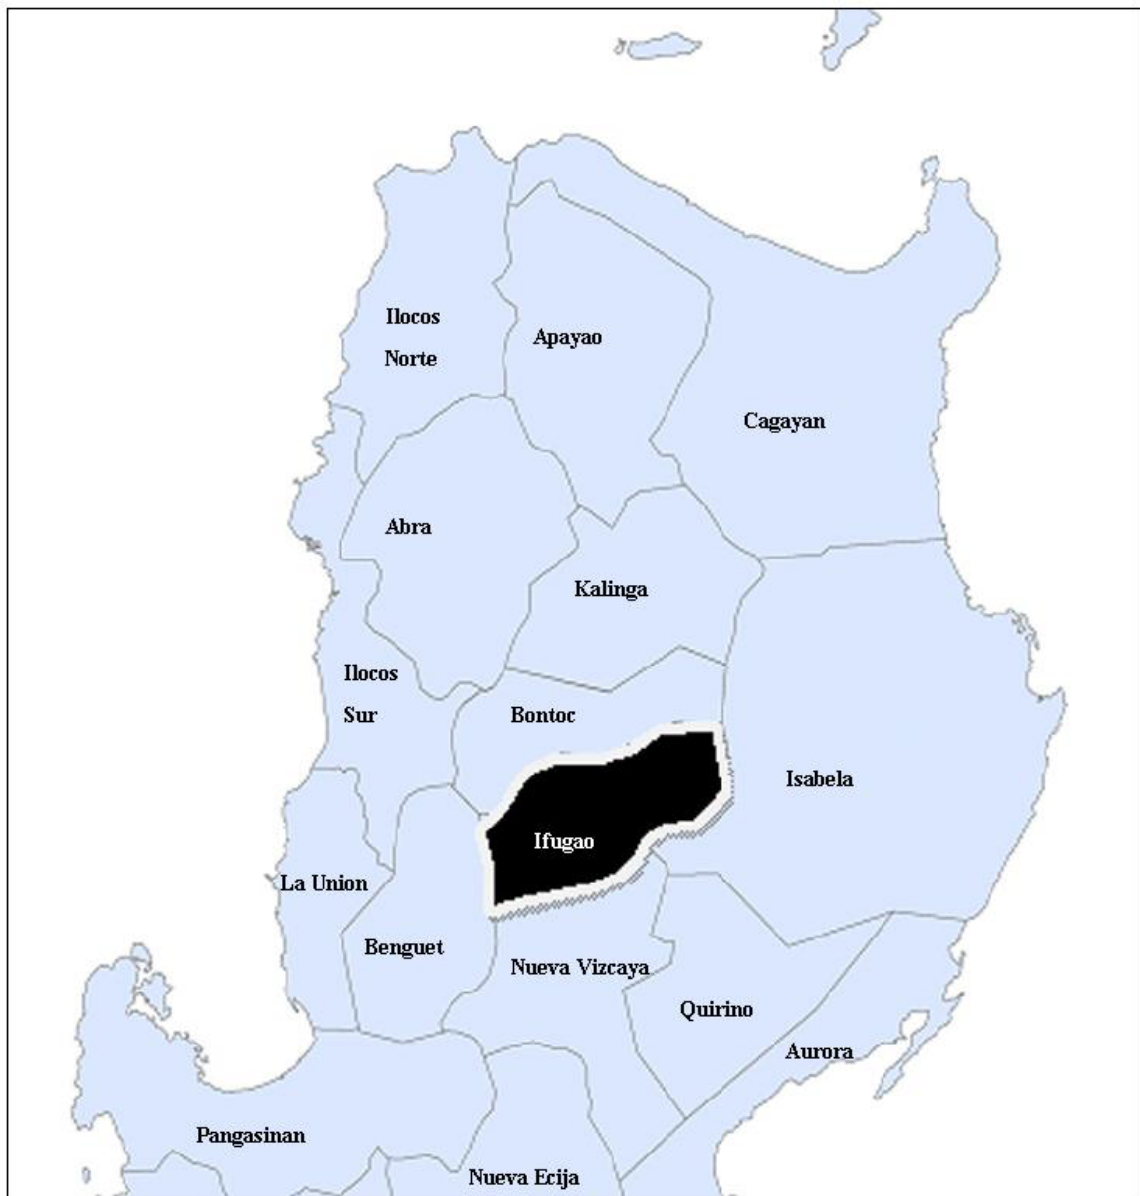 Ilocos
Norte
Apayao
Cagayan
Abra
Kalinga
Ilocos
Sur
Bontoc
Isabela
Ifugao
La Union
Benguet
Nueva Vizcaya
Quirino
Aurora
Pangasinan
Nueva Ecija